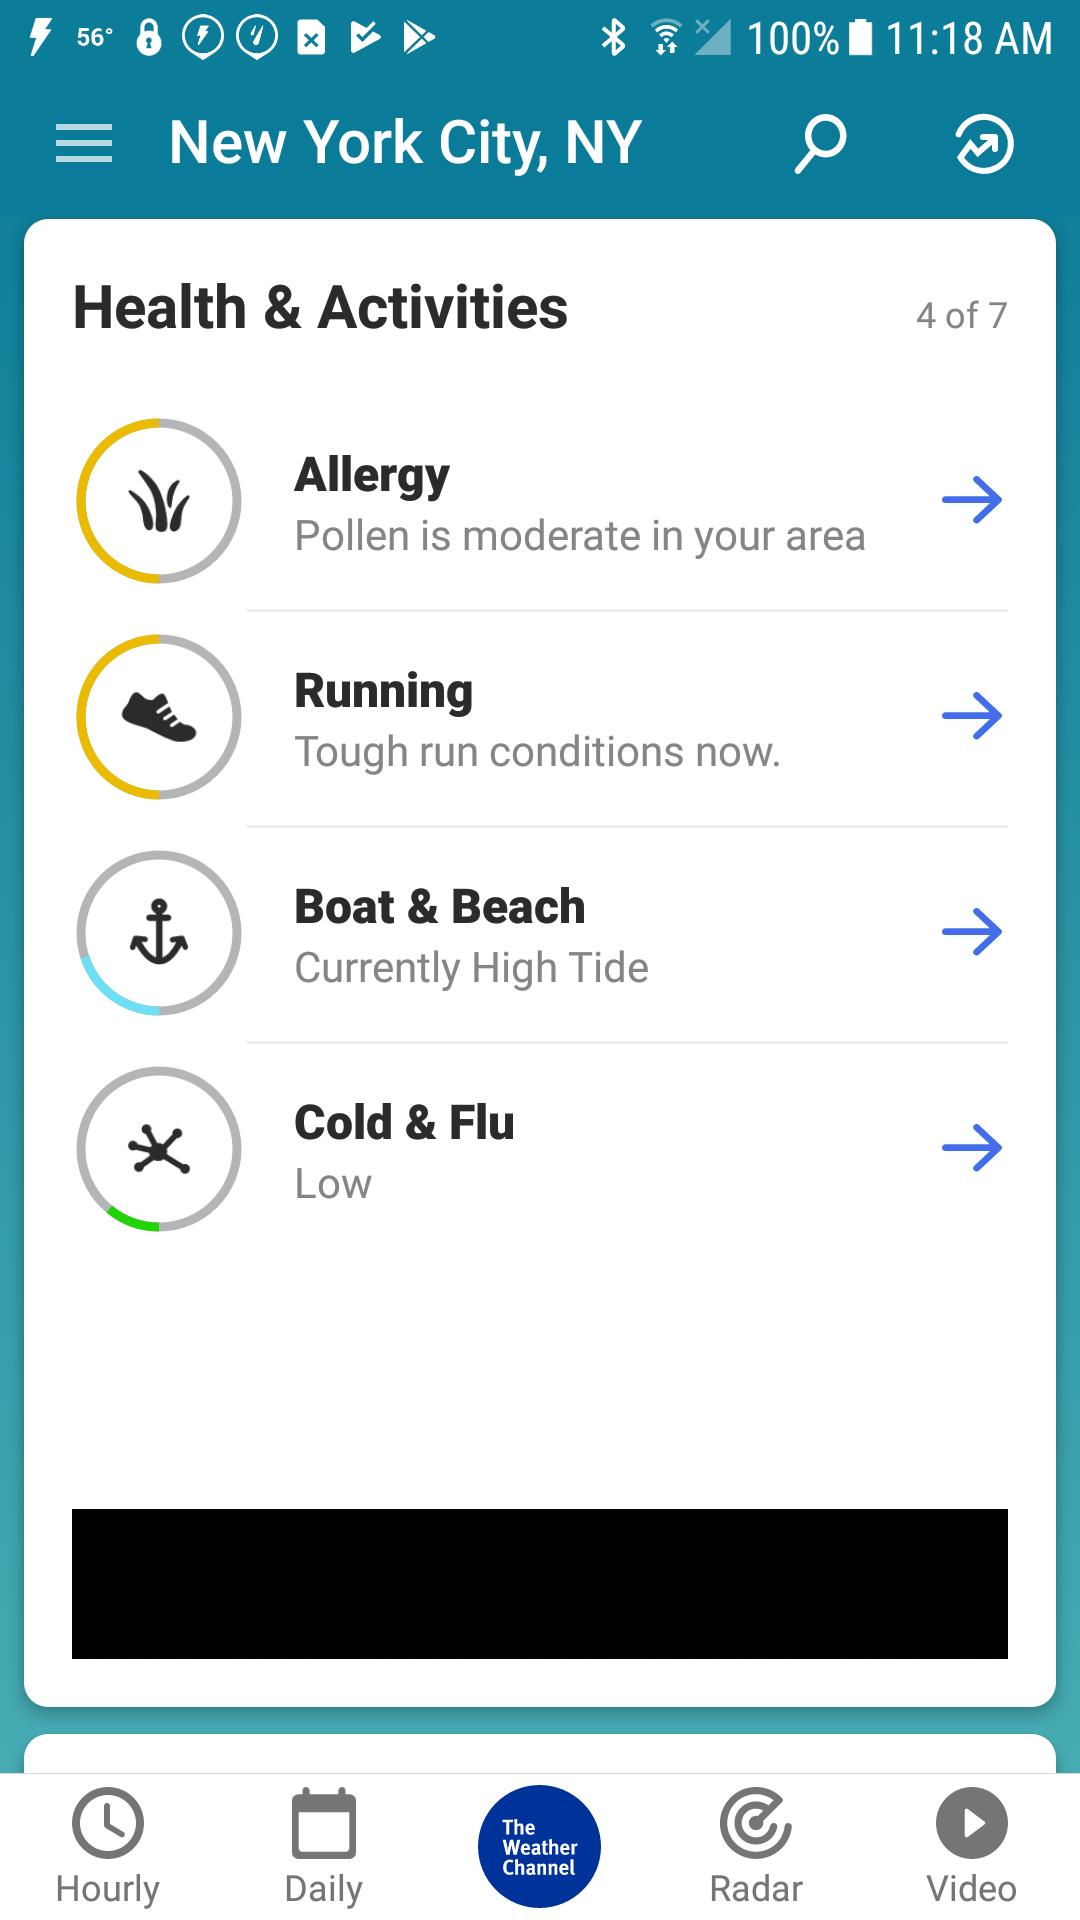 56° 100% 11:18 AM
New York City, NY
Health & Activities
4 of 7
Allergy
Pollen is moderate in your area
Running
Tough run conditions now.
Boat & Beach
Currently High Tide
Cold & Flu
Low
The
Weather
Channel
Hourly Daily Radar Video